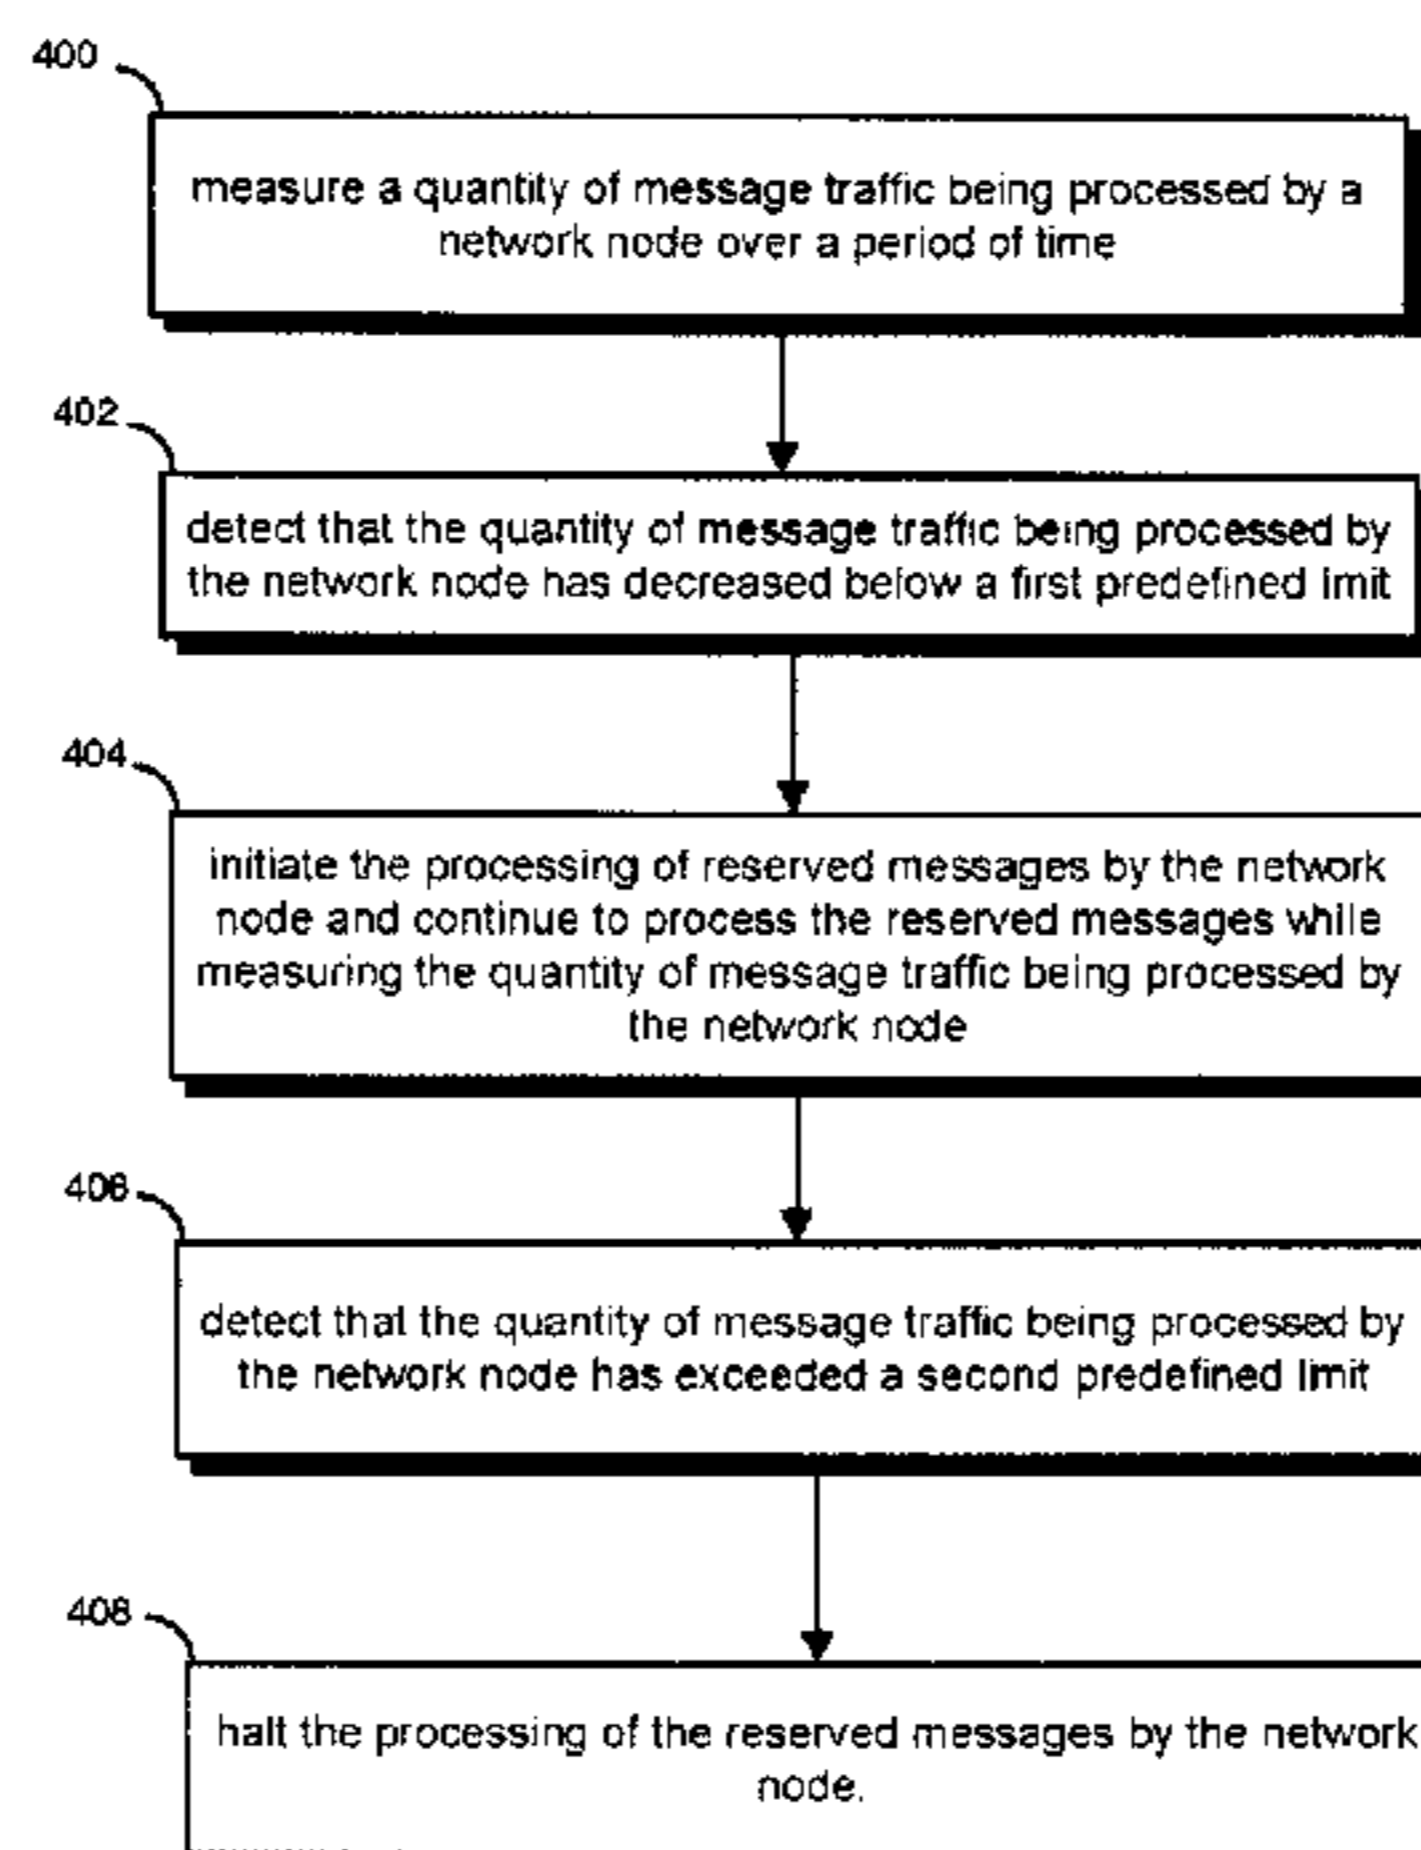 400
measure a quantity of message traffic being processed by a
network node over a period of time
402
detect that the quantity of message traffic being processed by
the network node has decreased below a first predefined limit
404
initiate the processing of reserved messages by the network
node and continue to process the reserved messages while
measuring the quantity of message traffic being processed by
the network node
406
detect that the quantity of message traffic being processed by
the network node has exceeded a second predefined limit
408
halt the processing of the reserved messages by the network
node.